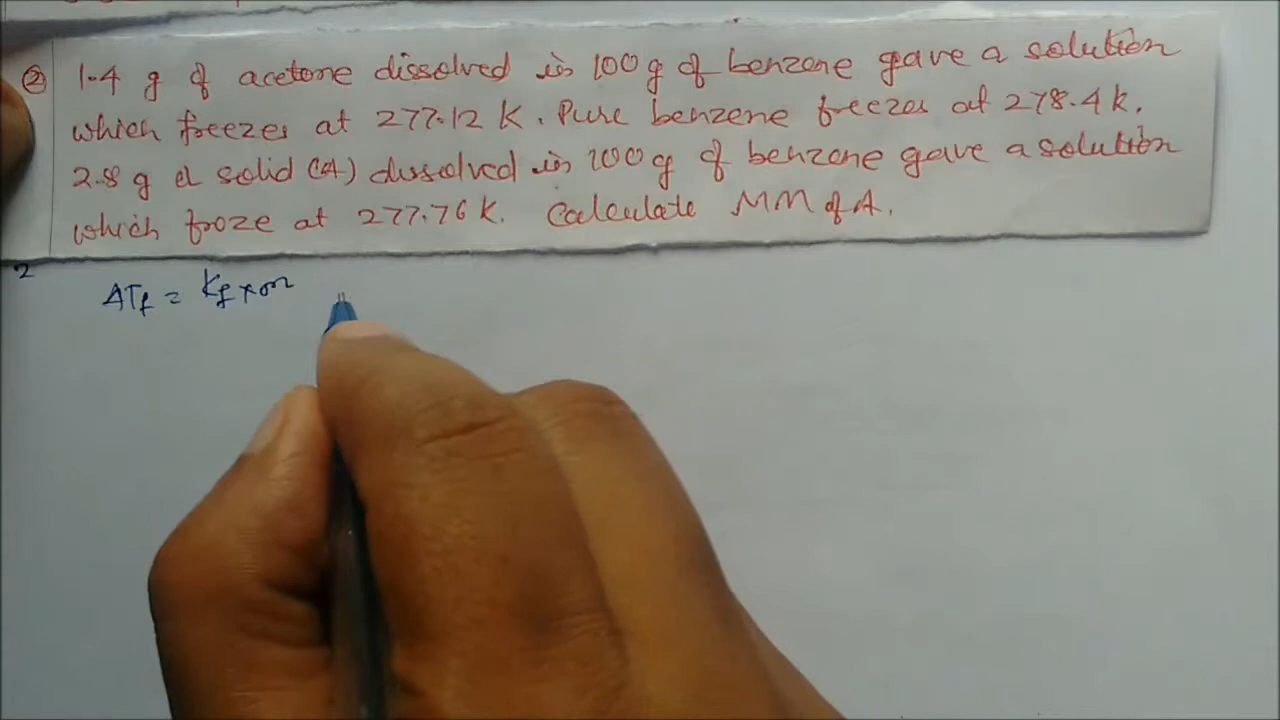 ② 1.4 g of acetone dissolved in 100 g of benzene gave a solution
which freezes at 277.12 K. Pure benzene freezes at 278.4 K.
2.8 g of solid (A) dissolved in 100 g of benzene gave a solution
which froze at 277.76 K. Calculate MM of A.
2
ΔTf = Kf × m